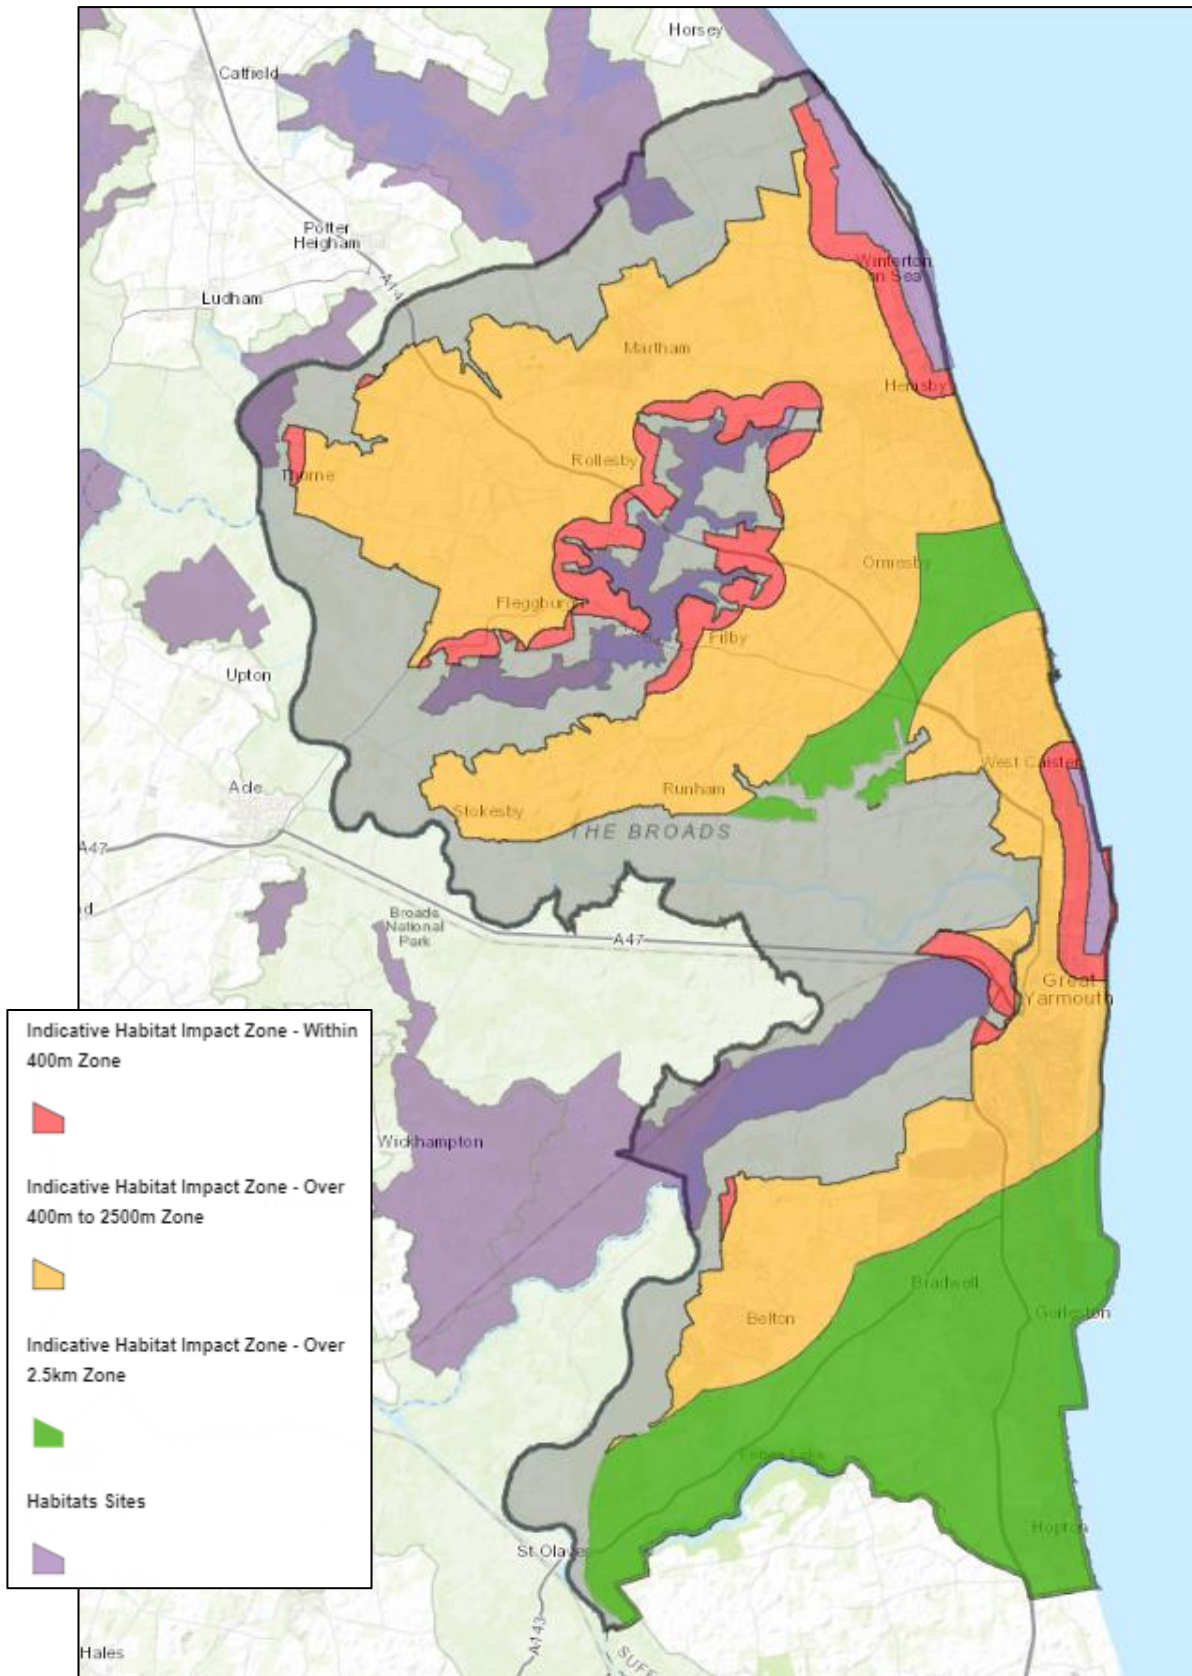 Horsey
Catfield
Potter
Heigham
Ludham
A14
Winterton
on Sea
Martham
Hemsby
Rollesby
Thurne
Ormesby
Fleggburgh
Filby
Upton
West Caister
Acle
Runham
Stokesby
THE BROADS
A47
d
Broads
National
Park
A47
Great
Yarmouth
Indicative Habitat Impact Zone - Within
400m Zone
Indicative Habitat Impact Zone - Over
400m to 2500m Zone
Indicative Habitat Impact Zone - Over
2.5km Zone
Habitats Sites
Wickhampton
Bradwell
Gorleston
Belton
Hopton
St Olaves
A143
SUFF
Hales